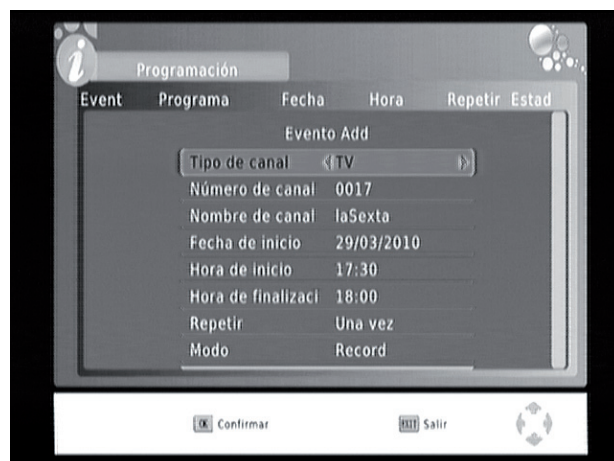 i
Programación
Event Programa Fecha Hora Repetir Estad
Evento Add
Tipo de canal TV
Número de canal 0017
Nombre de canal laSexta
Fecha de inicio 29/03/2010
Hora de inicio 17:30
Hora de finalizaci 18:00
Repetir Una vez
Modo Record
OK Confirmar EXIT Salir